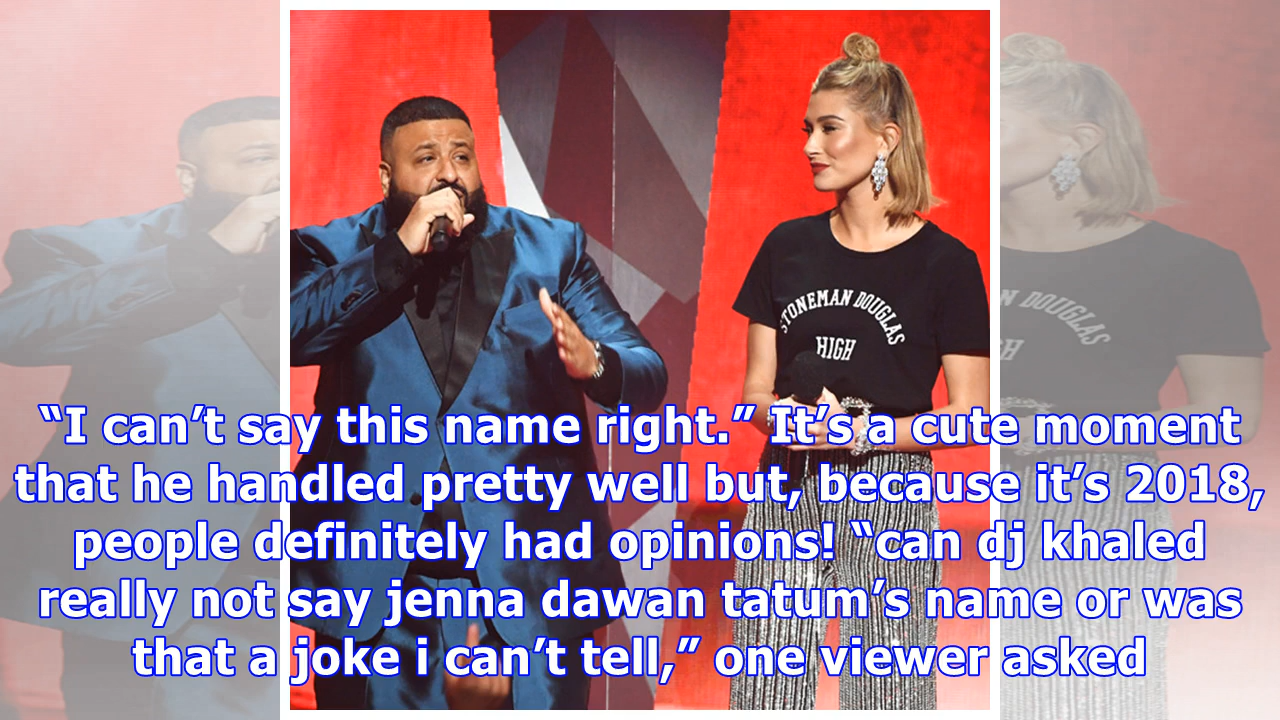 STONEMAN DOUGLAS
HIGH
N DOUGLAS
H
“I can’t say this name right.” It’s a cute moment
that he handled pretty well but, because it’s 2018,
people definitely had opinions! “can dj khaled
really not say jenna dawan tatum’s name or was
that a joke i can’t tell,” one viewer asked